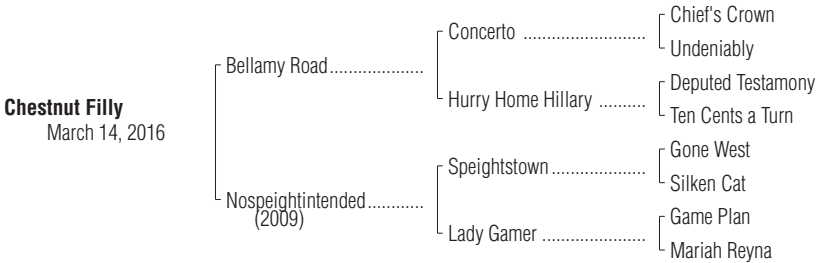 Chief's Crown
Concerto ..........................
Undeniably
Bellamy Road....................
Deputed Testamony
Hurry Home Hillary ..........
Ten Cents a Turn
Chestnut Filly
March 14, 2016
Gone West
Speightstown....................
Silken Cat
Nospeightintended............
(2009)
Game Plan
Lady Gamer ......................
Mariah Reyna